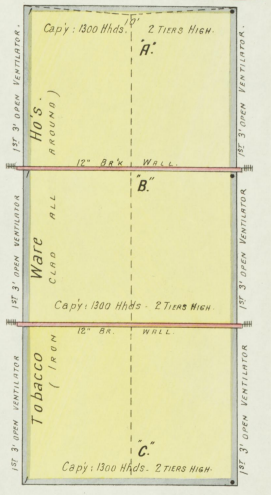 10"
Cap'y: 1300 Hhds. 2 TIERS HIGH.
"A."
1ST 3' OPEN VENTILATOR.
1ST 3' OPEN VENTILATOR.
12" BR'K WALL.
"B."
Tobacco Ware Ho's.
( IRON CLAD ALL AROUND )
1ST 3' OPEN VENTILATOR
1ST 3' OPEN VENTILATOR
Cap'y: 1300 Hhds - 2 TIERS HIGH.
12" BR. WALL.
1ST 3' OPEN VENTILATOR
1ST 3' OPEN VENTILATOR
"C."
Cap'y: 1300 Hhds. 2 TIERS HIGH.